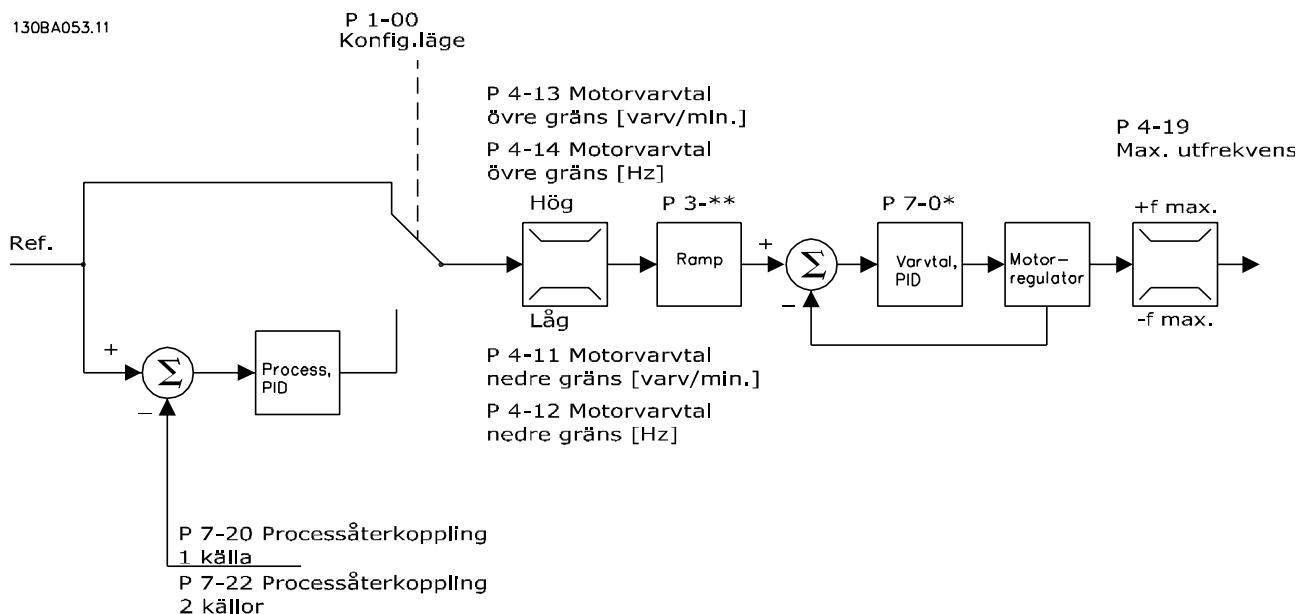 130BA053.11
P 1-00
Konfig.läge
P 4-13 Motorvarvtal
övre gräns [varv/min.]
P 4-14 Motorvarvtal
övre gräns [Hz]
P 4-19
Max. utfrekvens
Hög
P 3-**
P 7-0*
+f max.
Ref.
Ramp
+
Σ
−
Varvtal,
PID
Motor-
regulator
Låg
-f max.
+
Σ
−
Process,
PID
P 4-11 Motorvarvtal
nedre gräns [varv/min.]
P 4-12 Motorvarvtal
nedre gräns [Hz]
P 7-20 Processåterkoppling
1 källa
P 7-22 Processåterkoppling
2 källor